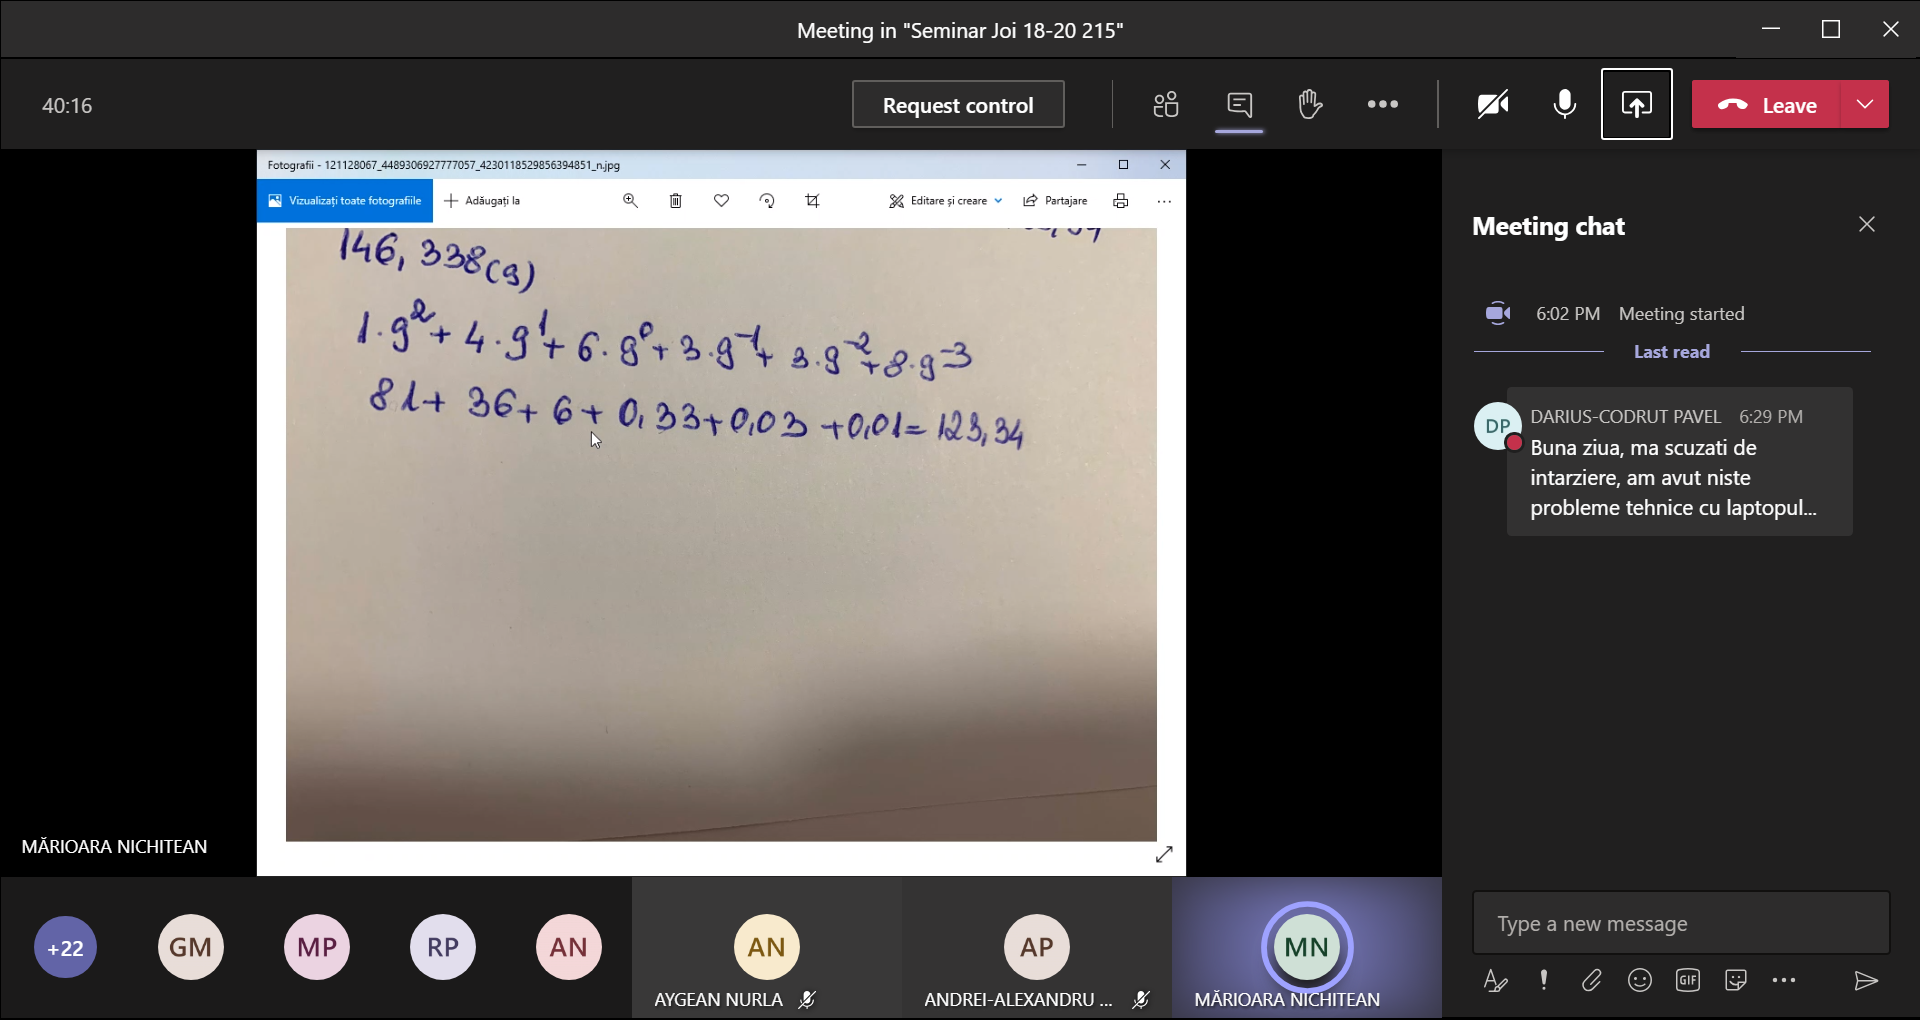 Meeting in "Seminar Joi 18-20 215"
40:16
Request control
Leave
Fotografii - 121128067_4489306927777057_4230118529856394851_n.jpg
Vizualizați toate fotografiile
Adăugați la
Editare și creare
Partajare
146, 338(9)
1·9² + 4·9¹ + 6·9⁰ + 3·9⁻¹ + 3·9⁻² + 8·9⁻³
81 + 36 + 6 + 0,33 + 0,03 + 0,01 = 123,34
MĂRIOARA NICHITEAN
+22
GM
MP
RP
AN
AN
AYGEAN NURLA
AP
ANDREI-ALEXANDRU ...
MN
MĂRIOARA NICHITEAN
Meeting chat
6:02 PM Meeting started
Last read
DP
DARIUS-CODRUT PAVEL 6:29 PM
Buna ziua, ma scuzati de
intarziere, am avut niste
probleme tehnice cu laptopul...
Type a new message
GIF